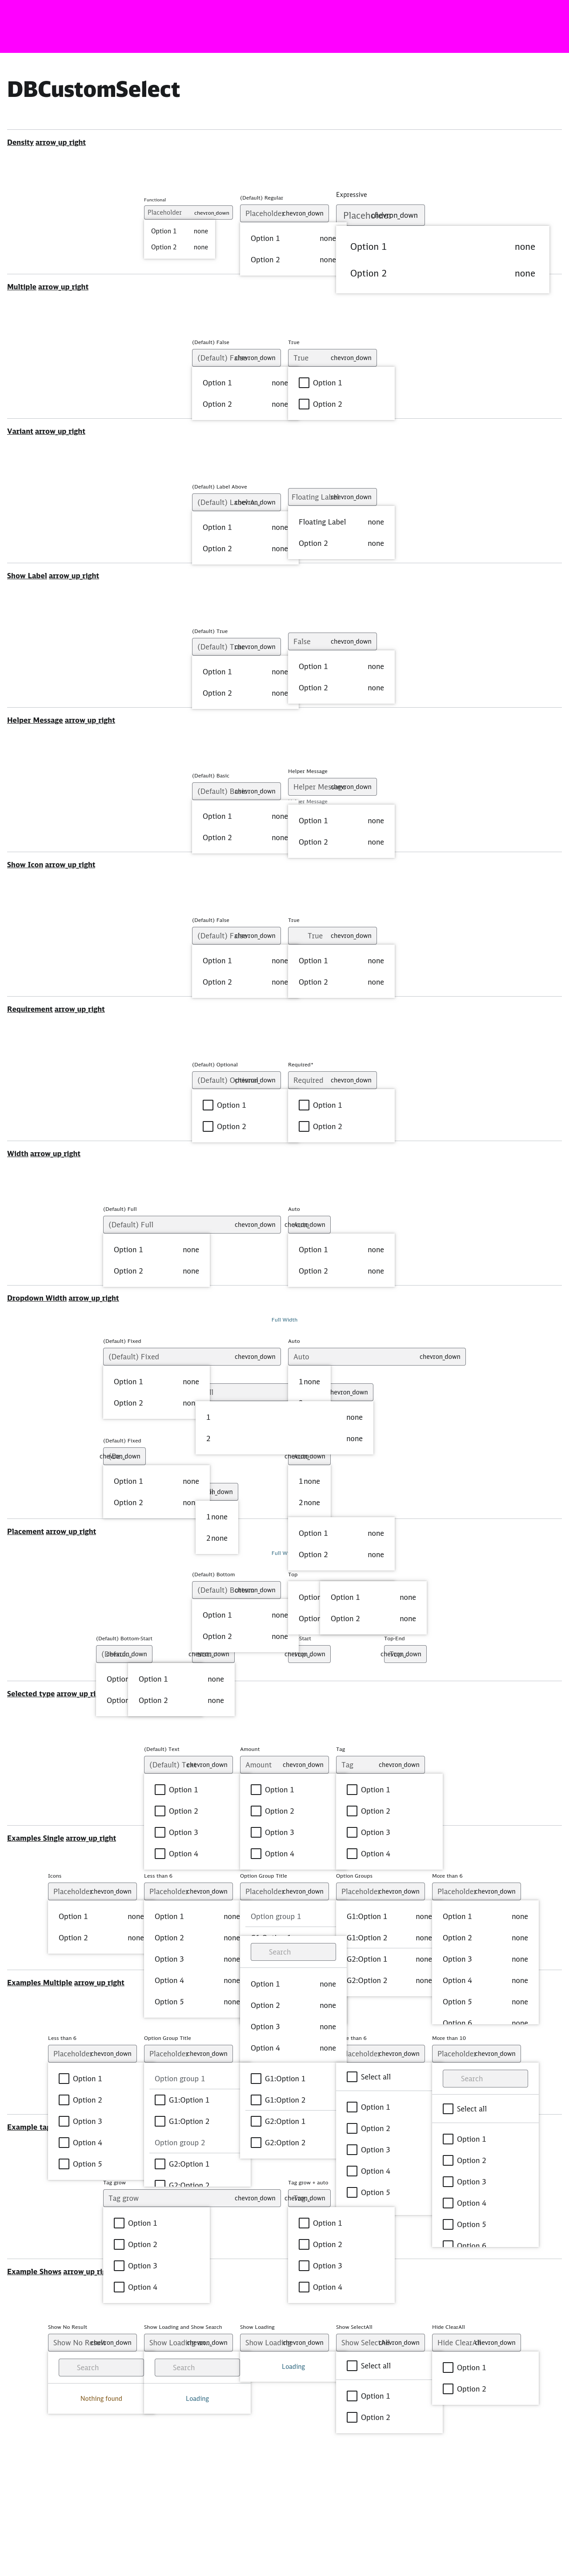 DBCustomSelect
Density arrow_up_right
Functional
(Default) Regular
Expressive
Placeholder chevron_down
Placeholder chevron_down
Placeholder chevron_down
Option 1 none
Option 2 none
Option 1 none
Option 2 none
Option 1 none
Option 2 none
Multiple arrow_up_right
(Default) False
True
(Default) False chevron_down
True chevron_down
Option 1 none
Option 2 none
Option 1
Option 2
Variant arrow_up_right
(Default) Label Above
(Default) Label chevron_down
Floating Label chevron_down
Option 1 none
Option 2 none
Floating Label none
Option 2 none
Show Label arrow_up_right
(Default) True
(Default) True chevron_down
False chevron_down
Option 1 none
Option 2 none
Option 1 none
Option 2 none
Helper Message arrow_up_right
(Default) Basic
Helper Message
(Default) Basic chevron_down
Helper Message chevron_down
Message
Option 1 none
Option 2 none
Option 1 none
Option 2 none
Show Icon arrow_up_right
(Default) False
True
(Default) False chevron_down
True chevron_down
Option 1 none
Option 2 none
Option 1 none
Option 2 none
Requirement arrow_up_right
(Default) Optional
Required*
(Default) Optional chevron_down
Required chevron_down
Option 1
Option 2
Option 1
Option 2
Width arrow_up_right
(Default) Full
Auto
(Default) Full chevron_down
Auto chevron_down
Option 1 none
Option 2 none
Option 1 none
Option 2 none
Dropdown Width arrow_up_right
Full Width
(Default) Fixed
Auto
(Default) Fixed chevron_down
Auto chevron_down
Option 1 none
Option 2 none
1 none
chevron_down
1 none
2 none
(Default) Fixed
chevron_down
chevron_down
Option 1 none
Option 2 none
1 none
2 none
1 none
2 none
Placement arrow_up_right
Option 1 none
Option 2 none
Full
(Default) Bottom
Top
(Default) Bottom chevron_down
Option 1 none
Option 2 none
Option 1 none
Option 2 none
(Default) Bottom-Start
Start
Top-End
chevron_down
chevron_down
chevron_down
chevron_down
Option 1 none
Option 2 none
Selected type arrow_up_ri
(Default) Text
Amount
Tag
(Default) Text chevron_down
Amount chevron_down
Tag chevron_down
Option 1
Option 2
Option 3
Option 4
Option 1
Option 2
Option 3
Option 4
Option 1
Option 2
Option 3
Option 4
Examples Single arrow_up_right
Icons
Less than 6
Option Group Title
Option Groups
More than 6
Placeholder chevron_down
Placeholder chevron_down
Placeholder chevron_down
Placeholder chevron_down
Placeholder chevron_down
Option 1 none
Option 2 none
Option 1 none
Option 2 none
Option 3 none
Option 4 none
Option 5 none
Option group 1
Search
Option 1 none
Option 2 none
Option 3 none
Option 4 none
G1:Option 1 none
G1:Option 2 none
G2:Option 1 none
G2:Option 2 none
Option 1 none
Option 2 none
Option 3 none
Option 4 none
Option 5 none
Option 6 none
Examples Multiple arrow_up_right
Less than 6
Option Group Title
than 6
More than 10
Placeholder chevron_down
Placeholder chevron_down
chevron_down
Placeholder chevron_down
Option 1
Option 2
Option 3
Option 4
Option 5
Option group 1
G1:Option 1
G1:Option 2
Option group 2
G2:Option 1
G2:Option 2
G1:Option 1
G1:Option 2
G2:Option 1
G2:Option 2
Select all
Option 1
Option 2
Option 3
Option 4
Option 5
Search
Select all
Option 1
Option 2
Option 3
Option 4
Option 5
Option 6
Example tag
Tag grow
Tag grow + auto
Tag grow chevron_down
chevron_down
Option 1
Option 2
Option 3
Option 4
Option 1
Option 2
Option 3
Option 4
Example Shows arrow_up_ri
Show No Result
Show Loading and Show Search
Show Loading
Show SelectAll
Hide ClearAll
Show No Result chevron_down
Show Loading chevron_down
Show Loading chevron_down
Show SelectAll chevron_down
Hide ClearAll chevron_down
Search
Nothing found
Search
Loading
Loading
Select all
Option 1
Option 2
Option 1
Option 2